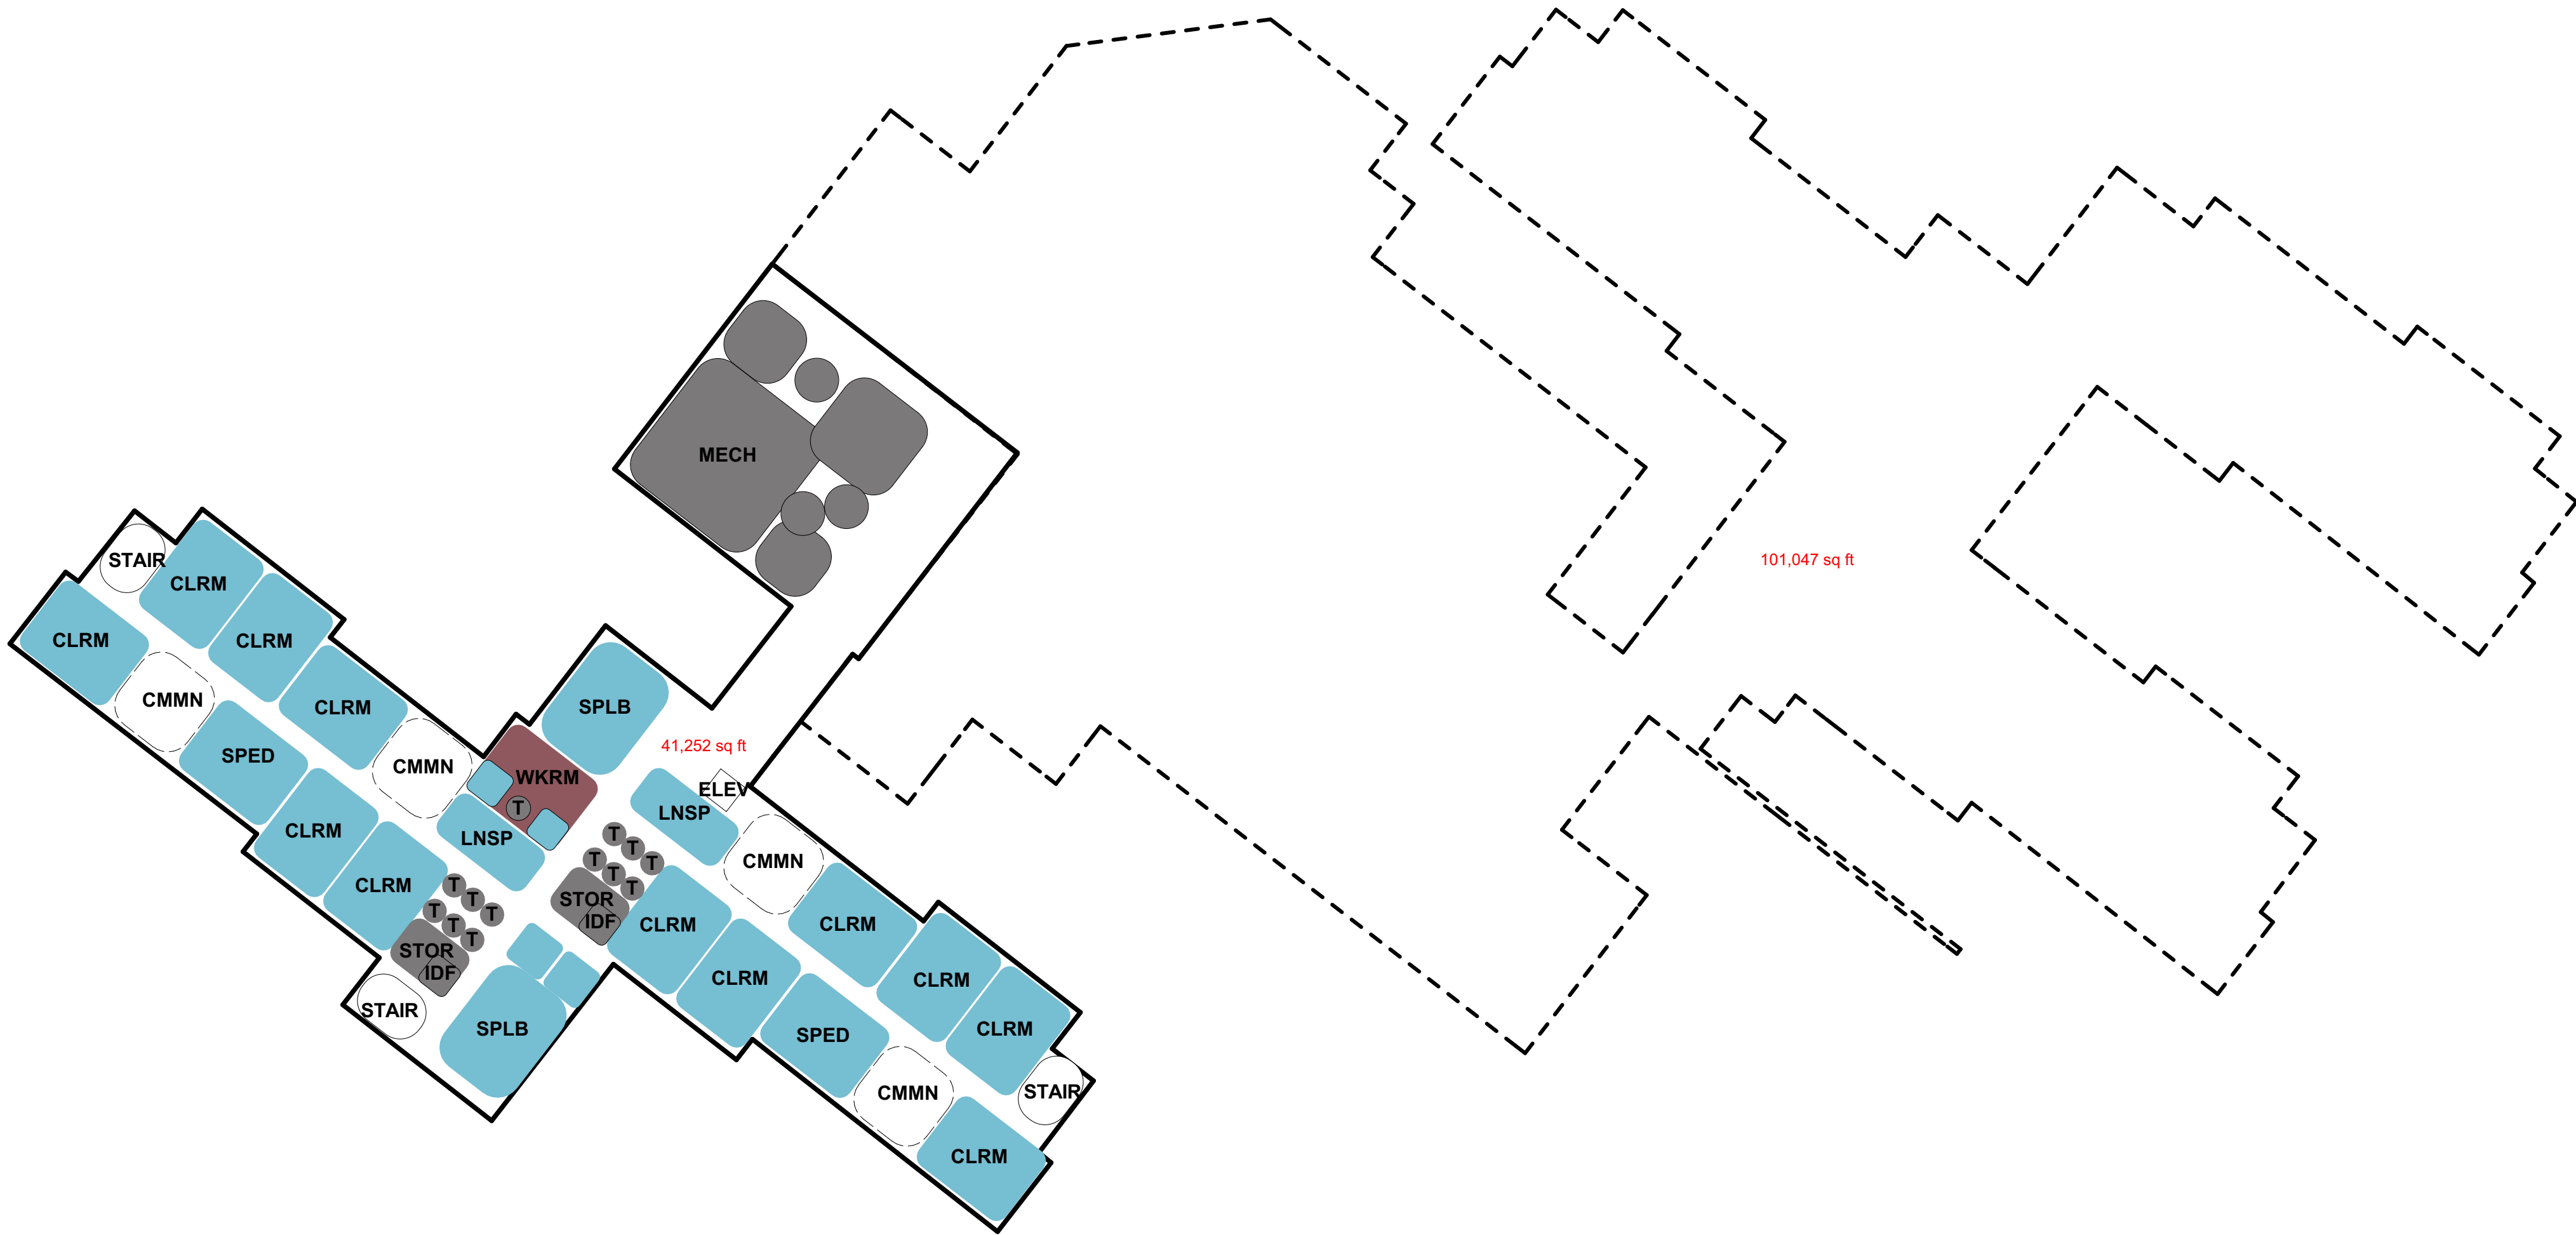 MECH
STAIR
CLRM
CLRM
CLRM
CLRM
CMMN
SPED
CLRM
CMMN
SPLB
WKRM
41,252 sq ft
T
LNSP
ELEV
LNSP
CLRM
CLRM
T
T
T
T
T
T
STOR
IDF
STAIR
T
T
T
T
T
T
STOR
IDF
SPLB
CMMN
CLRM
CLRM
CLRM
CLRM
CLRM
SPED
CMMN
STAIR
CLRM
101,047 sq ft